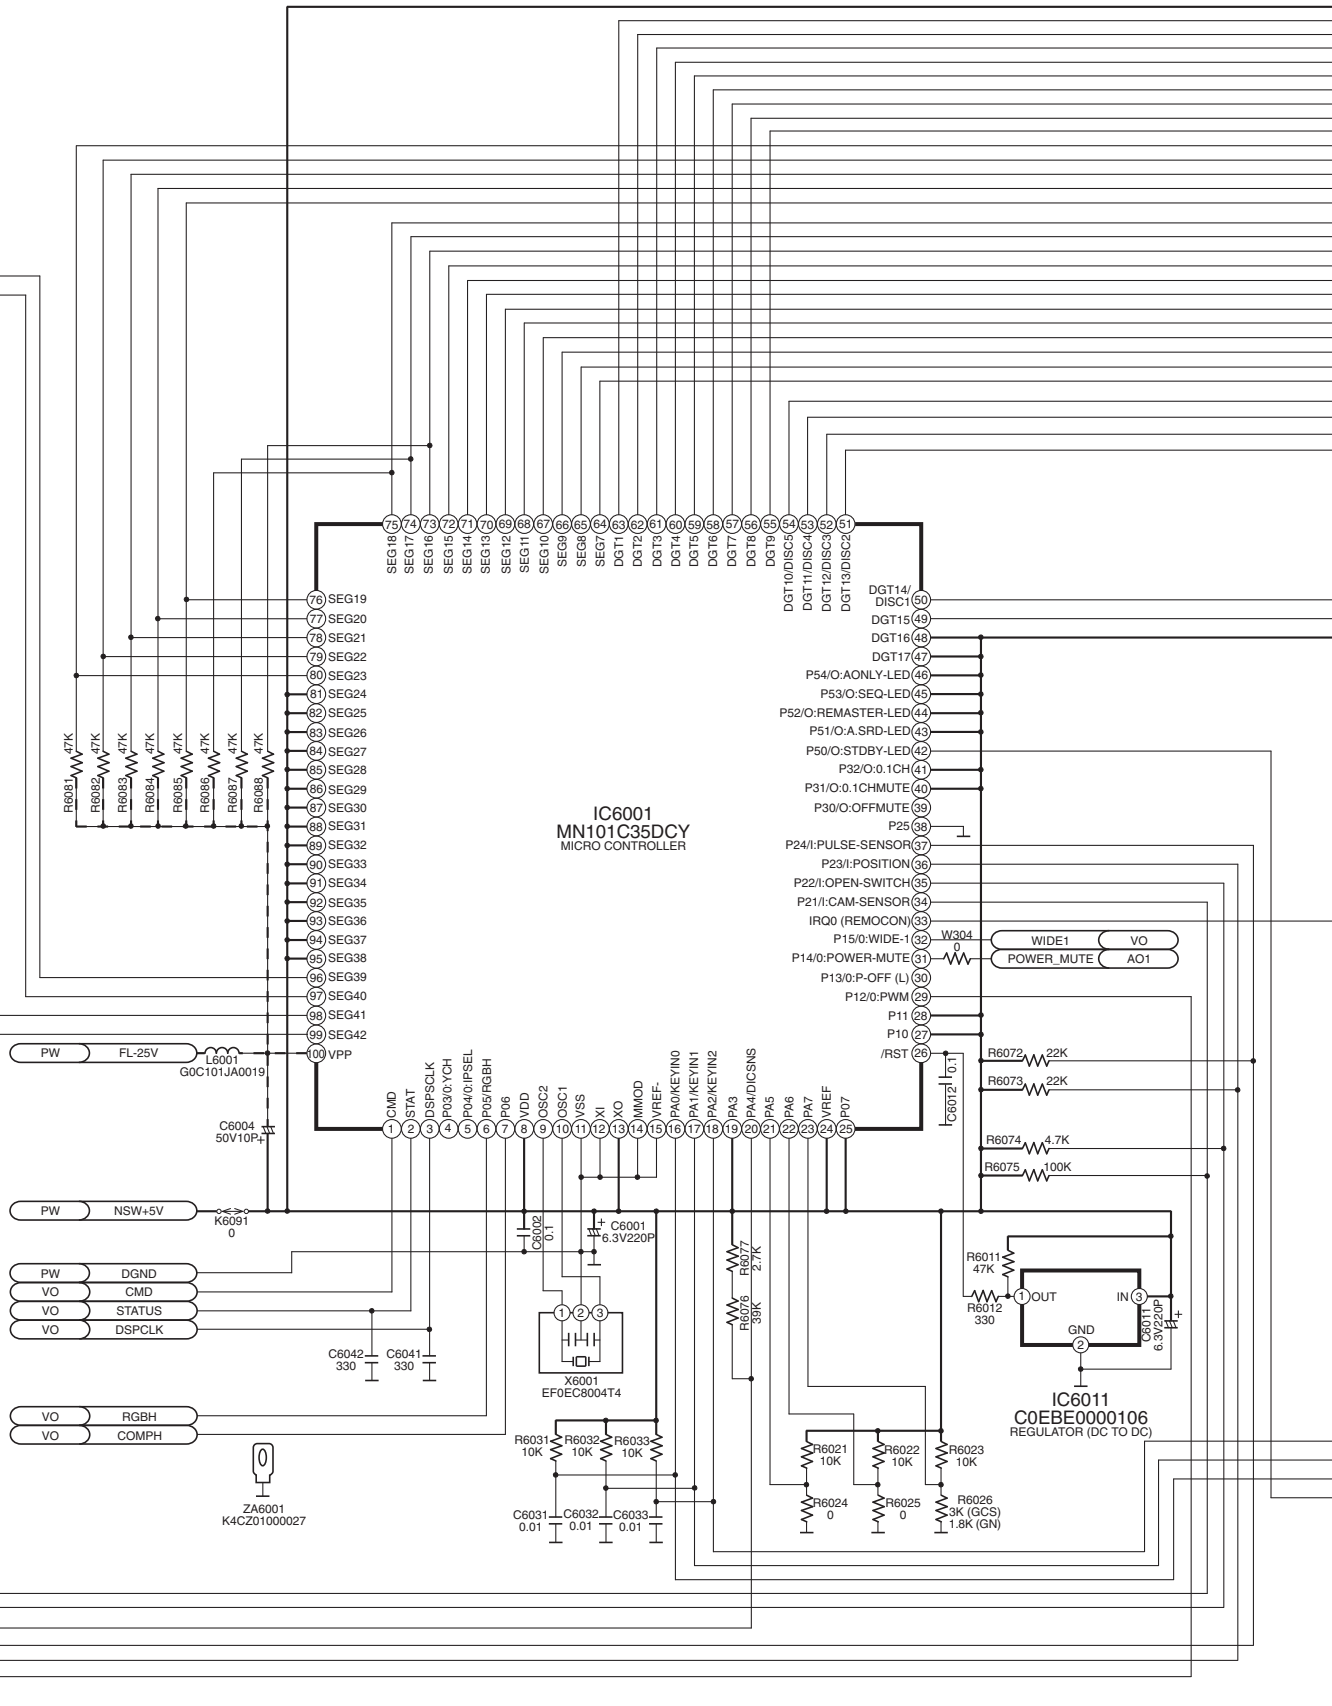 75 74 73 72 71 70 69 68 67 66 65 64 63 62 61 60 59 58 57 56 55 54 53 52 51
SEG18 SEG17 SEG16 SEG15 SEG14 SEG13 SEG12 SEG11 SEG10 SEG9 SEG8 SEG7 DGT1 DGT2 DGT3 DGT4 DGT5 DGT6 DGT7 DGT8 DGT9 DGT10/DISC5 DGT11/DISC4 DGT12/DISC3 DGT13/DISC2
76 SEG19
77 SEG20
78 SEG21
79 SEG22
80 SEG23
81 SEG24
82 SEG25
83 SEG26
84 SEG27
85 SEG28
86 SEG29
87 SEG30
88 SEG31
89 SEG32
90 SEG33
91 SEG34
92 SEG35
93 SEG36
94 SEG37
95 SEG38
96 SEG39
97 SEG40
98 SEG41
99 SEG42
100 VPP
47K 47K 47K 47K 47K 47K 47K 47K
R6081 R6082 R6083 R6084 R6085 R6086 R6087 R6088
IC6001
MN101C35DCY
MICRO CONTROLLER
DGT14/
DISC1 50
DGT15 49
DGT16 48
DGT17 47
P54/O:AONLY-LED 46
P53/O:SEQ-LED 45
P52/O:REMASTER-LED 44
P51/O:A.SRD-LED 43
P50/O:STDBY-LED 42
P32/O:0.1CH 41
P31/O:0.1CHMUTE 40
P30/O:OFFMUTE 39
P25 38
P24/I:PULSE-SENSOR 37
P23/I:POSITION 36
P22/I:OPEN-SWITCH 35
P21/I:CAM-SENSOR 34
IRQ0 (REMOCON) 33
P15/0:WIDE-1 32
P14/0:POWER-MUTE 31
P13/0:P-OFF (L) 30
P12/0:PWM 29
P11 28
P10 27
/RST 26
W304
0
WIDE1 VO
POWER_MUTE AO1
PW FL-25V
L6001
G0C101JA0019
C6004
50V10P +
CMD STAT DSPSCLK P03/0:YCH P04/0:IPSEL P05/RGBH P06 VDD OSC2 OSC1 VSS XI XO MMOD VREF- PA0/KEYIN0 PA1/KEYIN1 PA2/KEYIN2 PA3 PA4/DICSNS PA5 PA6 PA7 VREF P07
1 2 3 4 5 6 7 8 9 10 11 12 13 14 15 16 17 18 19 20 21 22 23 24 25
0.1
C6012
R6072 22K
R6073 22K
R6074 4.7K
R6075 100K
PW NSW+5V
K6091
0
PW DGND
VO CMD
VO STATUS
VO DSPCLK
C6002
0.1
+ C6001
6.3V220P
R6077
2.7K
R6076
39K
R6011
47K
R6012
330
1 OUT
IN 3
GND
2
C6011
6.3V220P
+
IC6011
C0EBE0000106
REGULATOR (DC TO DC)
C6042
330
C6041
330
1 2 3
X6001
EF0EC8004T4
VO RGBH
VO COMPH
R6031
10K
R6032
10K
R6033
10K
R6021
10K
R6022
10K
R6023
10K
C6031
0.01
C6032
0.01
C6033
0.01
R6024
0
R6025
0
R6026
3K (GCS)
1.8K (GN)
ZA6001
K4CZ01000027